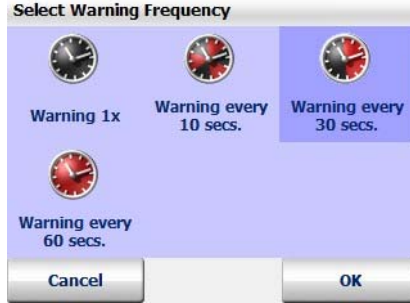 Select Warning Frequency
Warning 1x
Warning every
10 secs.
Warning every
30 secs.
Warning every
60 secs.
Cancel
OK